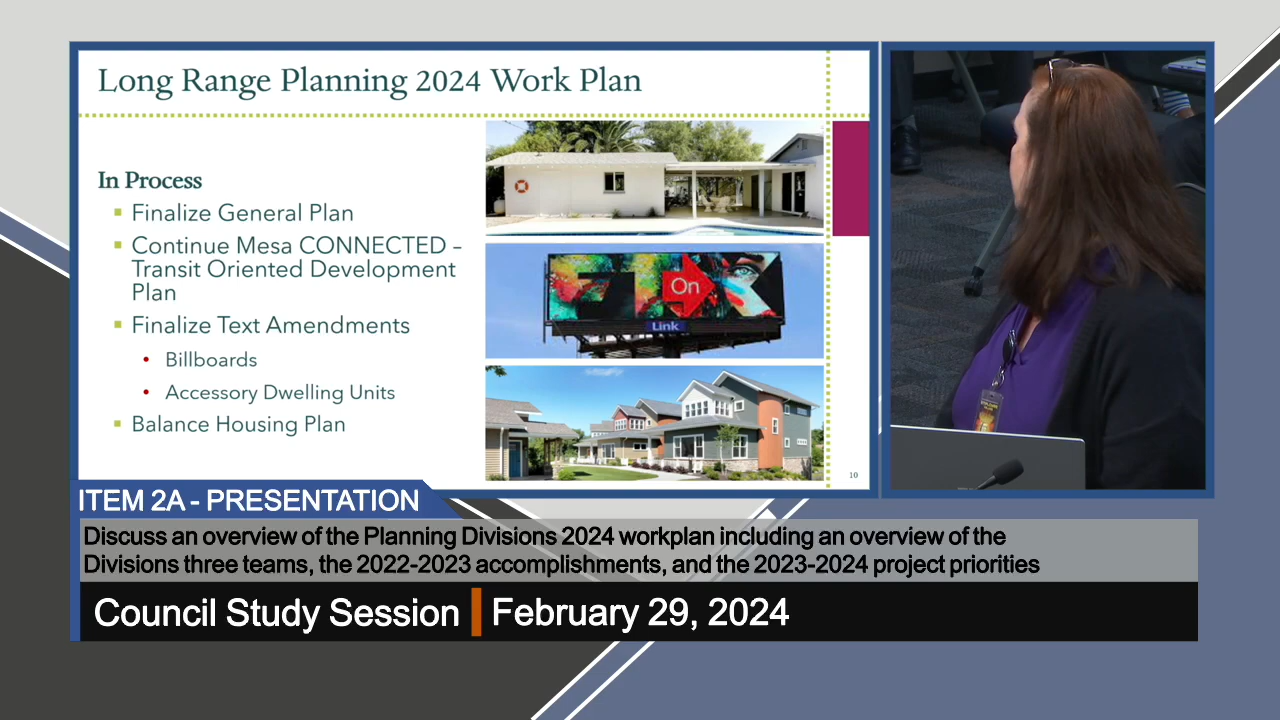 Long Range Planning 2024 Work Plan
In Process
Finalize General Plan
Continue Mesa CONNECTED –
Transit Oriented Development
Plan
Finalize Text Amendments
Billboards
Accessory Dwelling Units
Balance Housing Plan
On
Link
10
ITEM 2A - PRESENTATION
Discuss an overview of the Planning Divisions 2024 workplan including an overview of the
Divisions three teams, the 2022-2023 accomplishments, and the 2023-2024 project priorities
Council Study Session
February 29, 2024